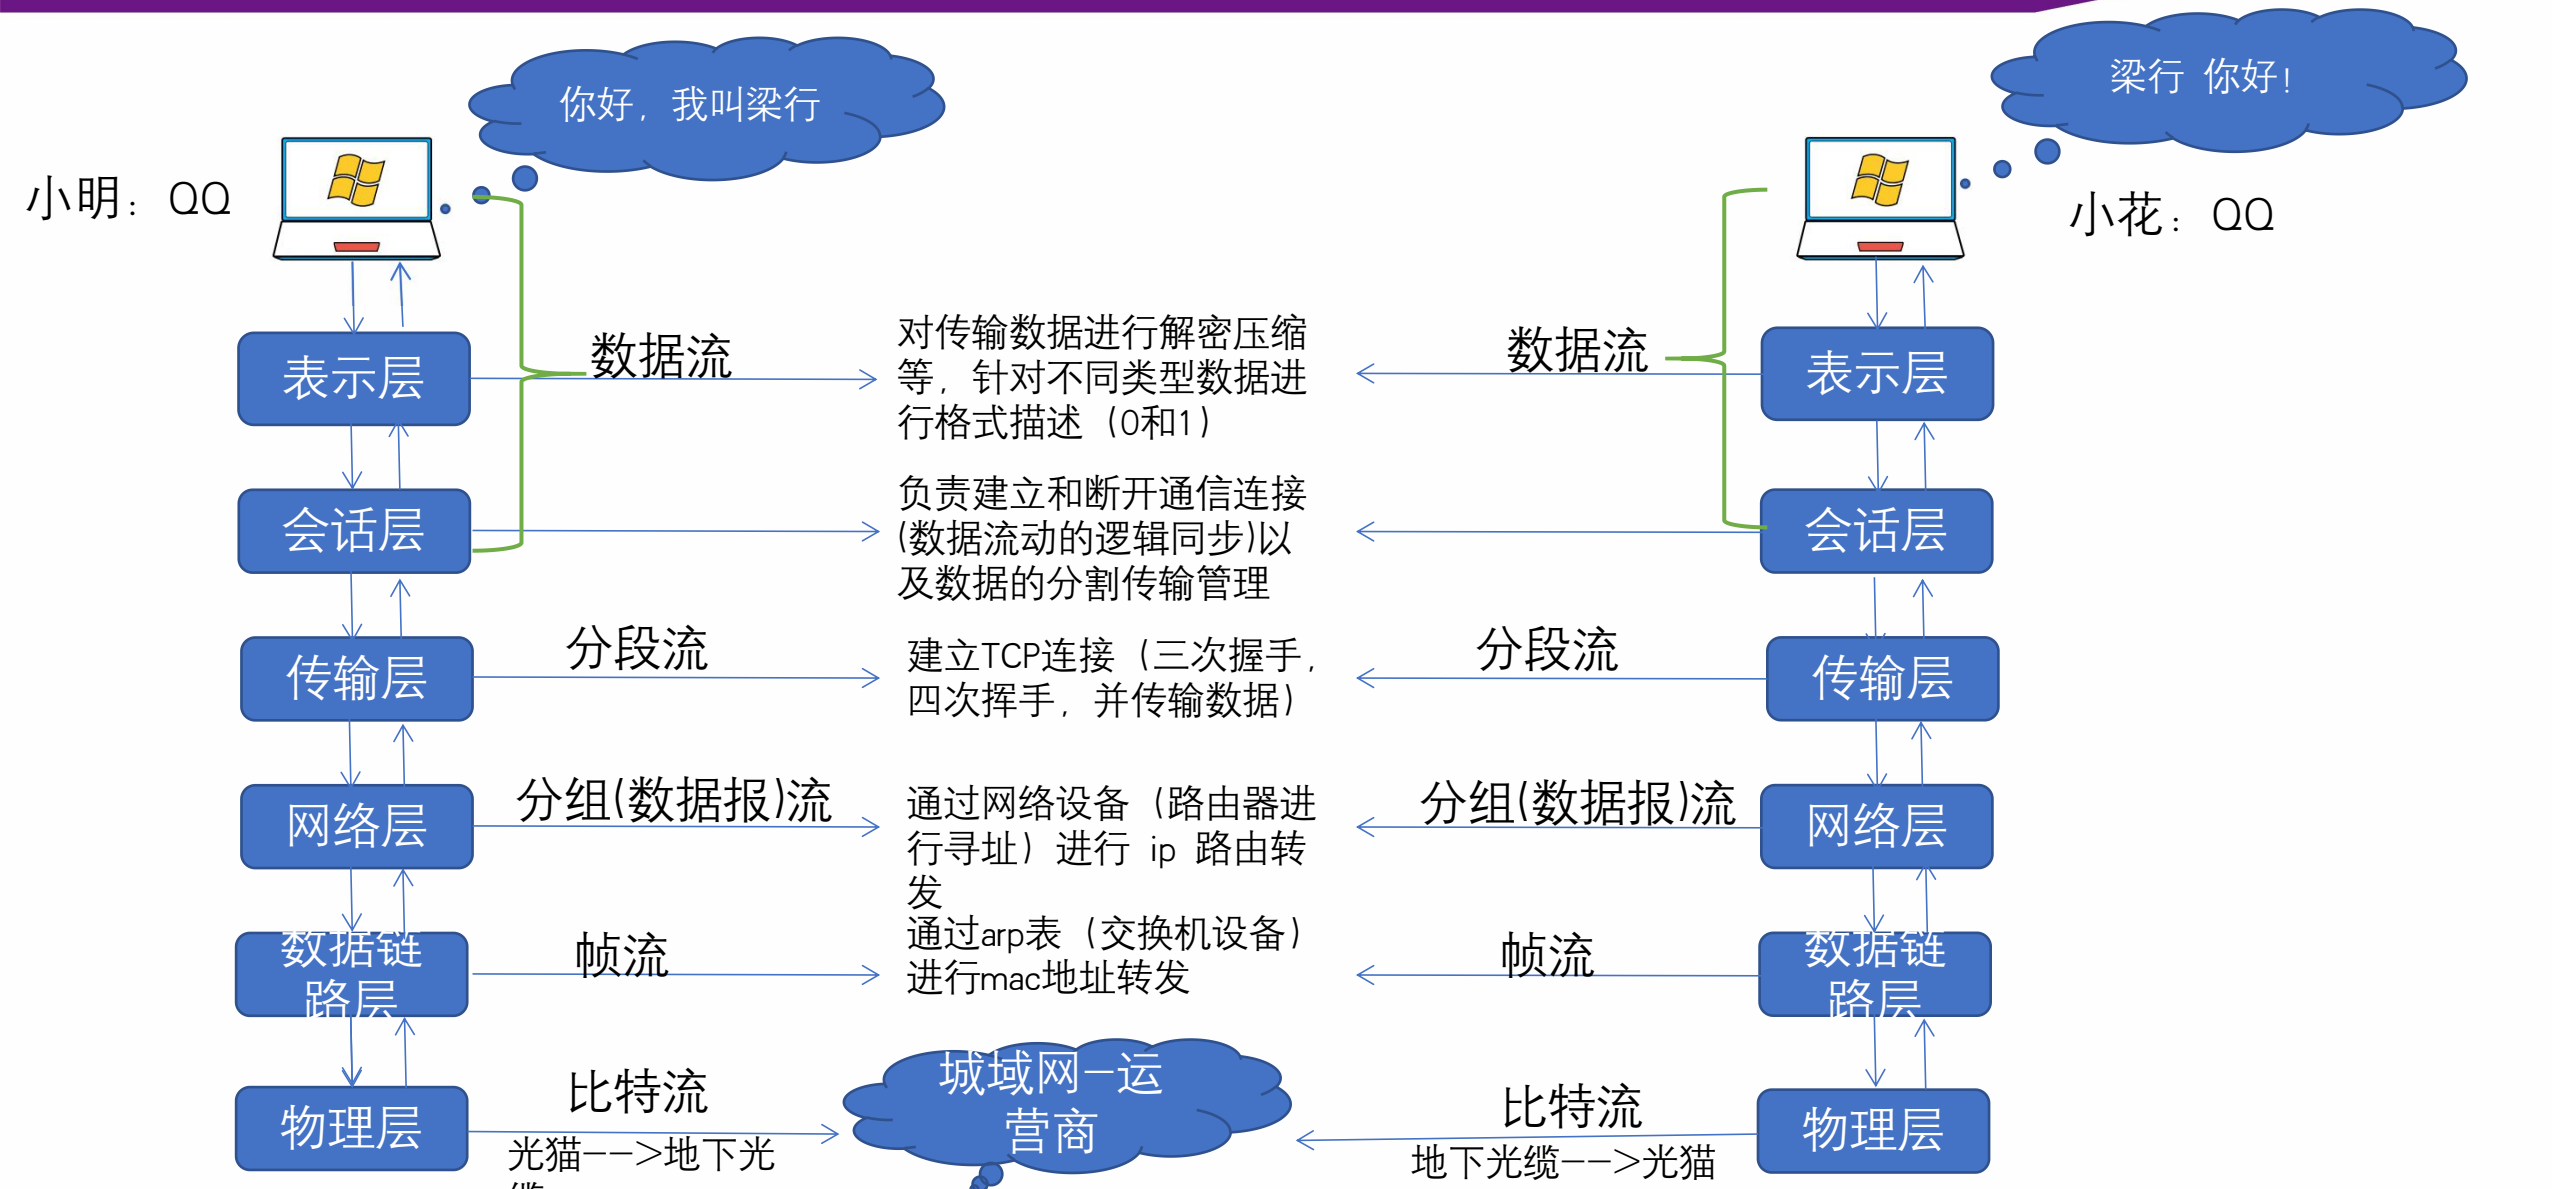 你好，我叫梁行
梁行 你好！
小明：QQ
小花：QQ
表示层
数据流
对传输数据进行解密压缩
等，针对不同类型数据进
行格式描述（0和1）
数据流
表示层
会话层
负责建立和断开通信连接
(数据流动的逻辑同步)以
及数据的分割传输管理
会话层
传输层
分段流
建立TCP连接（三次握手，
四次挥手，并传输数据）
分段流
传输层
网络层
分组(数据报)流
通过网络设备（路由器进
行寻址）进行 ip 路由转
发
分组(数据报)流
网络层
数据链
路层
帧流
通过arp表（交换机设备）
进行mac地址转发
帧流
数据链
路层
物理层
比特流
光猫-->地下光
城域网-运
营商
比特流
地下光缆-->光猫
物理层